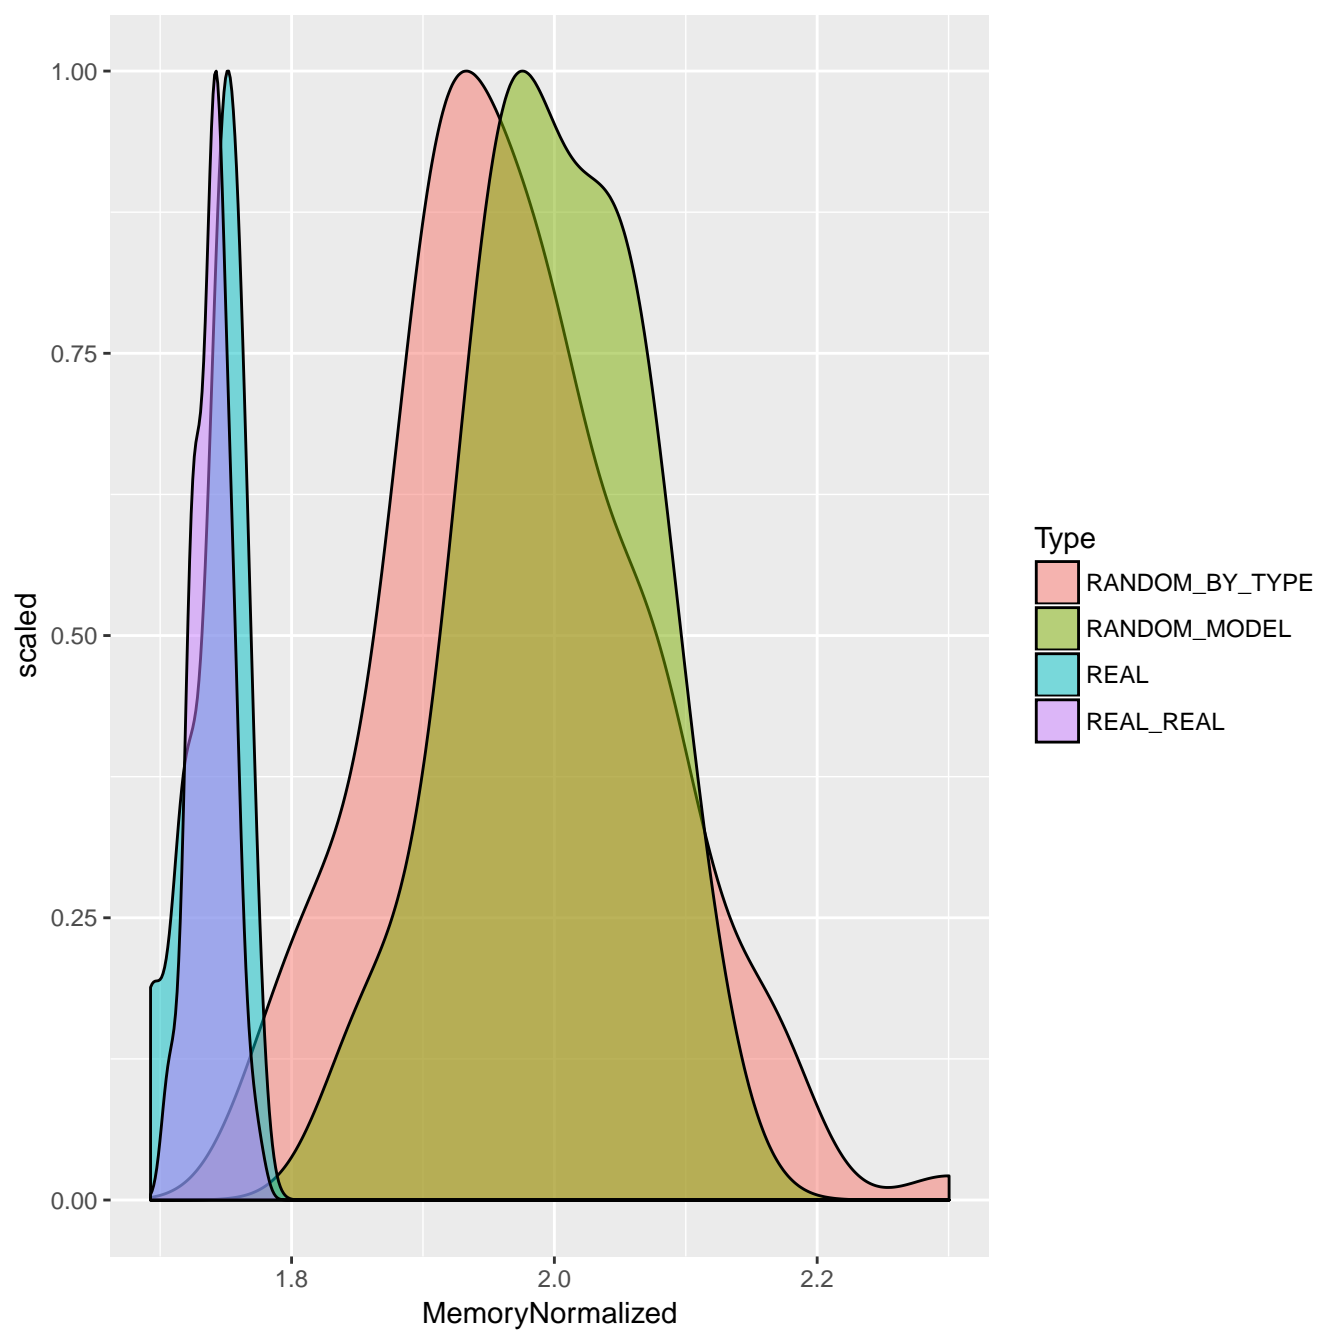 1.00
0.75
0.50
0.25
0.00
scaled
1.8
2.0
2.2
MemoryNormalized
Type
RANDOM_BY_TYPE
RANDOM_MODEL
REAL
REAL_REAL